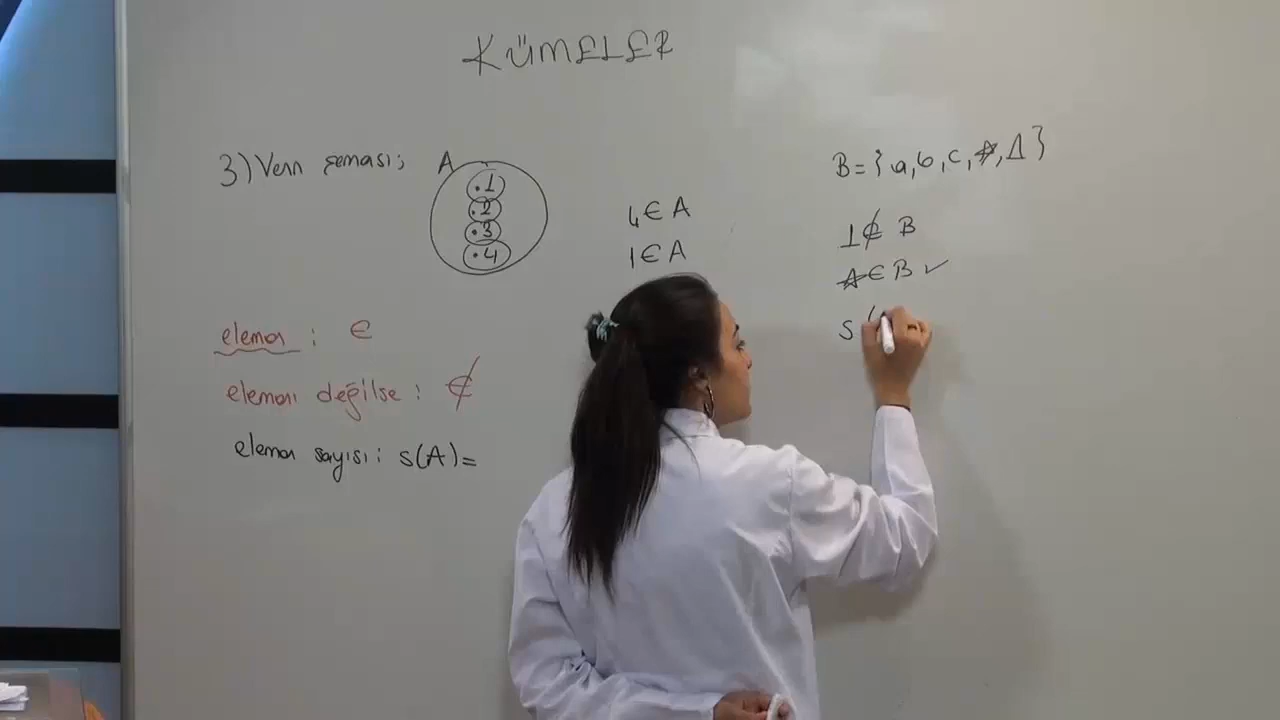 KÜMELER
3) Venn şeması;
A
.1
.2
.3
.4
4 ∈ A
1 ∈ A
B = {a, b, c, ☆, Δ}
1 ∉ B
☆ ∈ B ✓
s (
eleman : ∈
elemanı değilse : ∉
eleman sayısı : s(A) =